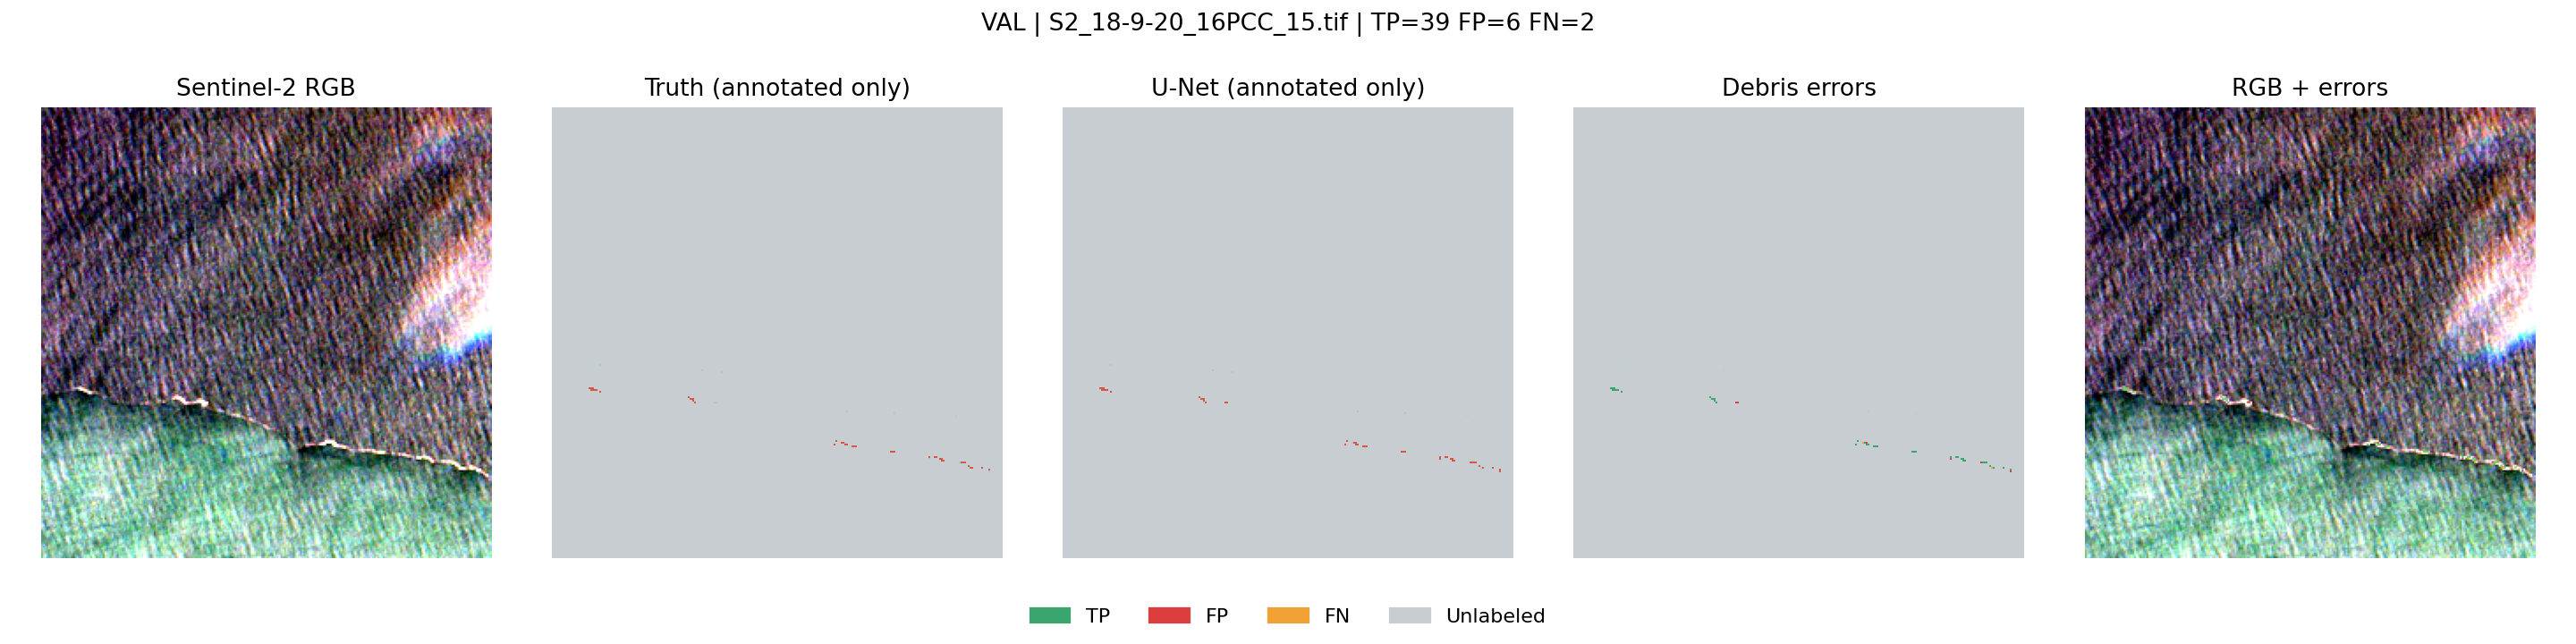 VAL | S2_18-9-20_16PCC_15.tif | TP=39 FP=6 FN=2
Sentinel-2 RGB
Truth (annotated only)
U-Net (annotated only)
Debris errors
RGB + errors
TP
FP
FN
Unlabeled